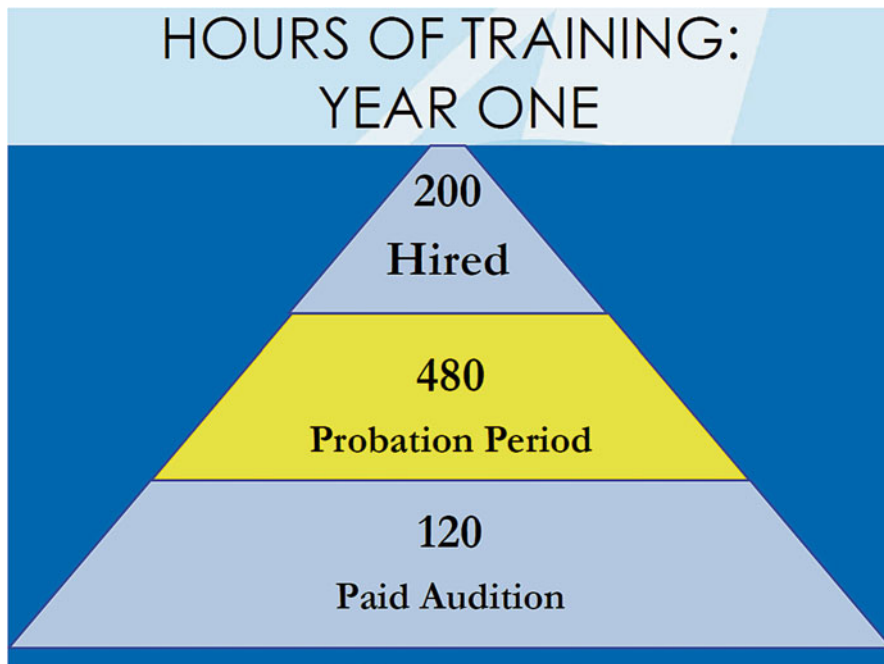 HOURS OF TRAINING:
YEAR ONE
200
Hired
480
Probation Period
120
Paid Audition